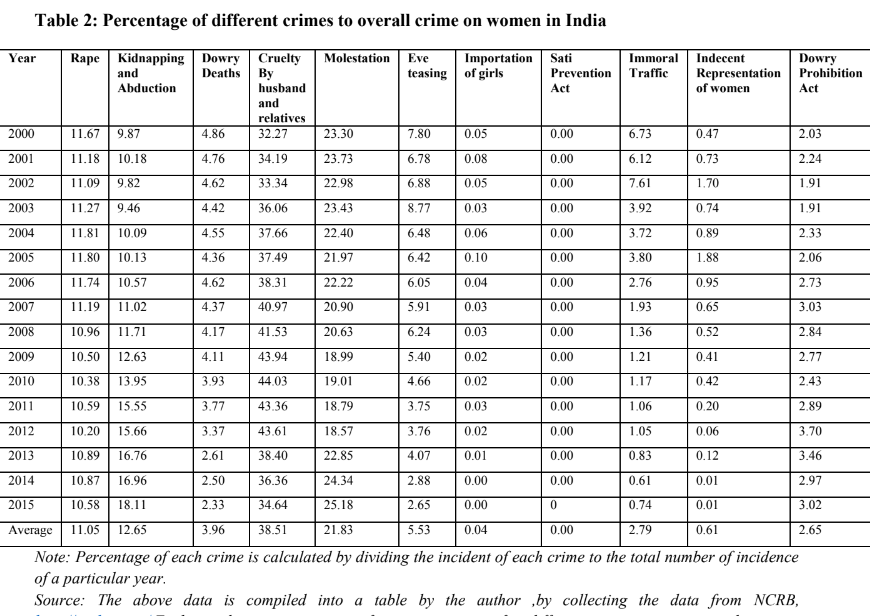 Table 2: Percentage of different crimes to overall crime on women in India
Year Rape Kidnapping and Abduction Dowry Deaths Cruelty By husband and relatives Molestation Eve teasing Importation of girls Sati Prevention Act Immoral Traffic Indecent Representation of women Dowry Prohibition Act
2000 11.67 9.87 4.86 32.27 23.30 7.80 0.05 0.00 6.73 0.47 2.03
2001 11.18 10.18 4.76 34.19 23.73 6.78 0.08 0.00 6.12 0.73 2.24
2002 11.09 9.82 4.62 33.34 22.98 6.88 0.05 0.00 7.61 1.70 1.91
2003 11.27 9.46 4.42 36.06 23.43 8.77 0.03 0.00 3.92 0.74 1.91
2004 11.81 10.09 4.55 37.66 22.40 6.48 0.06 0.00 3.72 0.89 2.33
2005 11.80 10.13 4.36 37.49 21.97 6.42 0.10 0.00 3.80 1.88 2.06
2006 11.74 10.57 4.62 38.31 22.22 6.05 0.04 0.00 2.76 0.95 2.73
2007 11.19 11.02 4.37 40.97 20.90 5.91 0.03 0.00 1.93 0.65 3.03
2008 10.96 11.71 4.17 41.53 20.63 6.24 0.03 0.00 1.36 0.52 2.84
2009 10.50 12.63 4.11 43.94 18.99 5.40 0.02 0.00 1.21 0.41 2.77
2010 10.38 13.95 3.93 44.03 19.01 4.66 0.02 0.00 1.17 0.42 2.43
2011 10.59 15.55 3.77 43.36 18.79 3.75 0.03 0.00 1.06 0.20 2.89
2012 10.20 15.66 3.37 43.61 18.57 3.76 0.02 0.00 1.05 0.06 3.70
2013 10.89 16.76 2.61 38.40 22.85 4.07 0.01 0.00 0.83 0.12 3.46
2014 10.87 16.96 2.50 36.36 24.34 2.88 0.00 0.00 0.61 0.01 2.97
2015 10.58 18.11 2.33 34.64 25.18 2.65 0.00 0 0.74 0.01 3.02
Average 11.05 12.65 3.96 38.51 21.83 5.53 0.04 0.00 2.79 0.61 2.65
Note: Percentage of each crime is calculated by dividing the incident of each crime to the total number of incidence
of a particular year.
Source: The above data is compiled into a table by the author ,by collecting the data from NCRB,